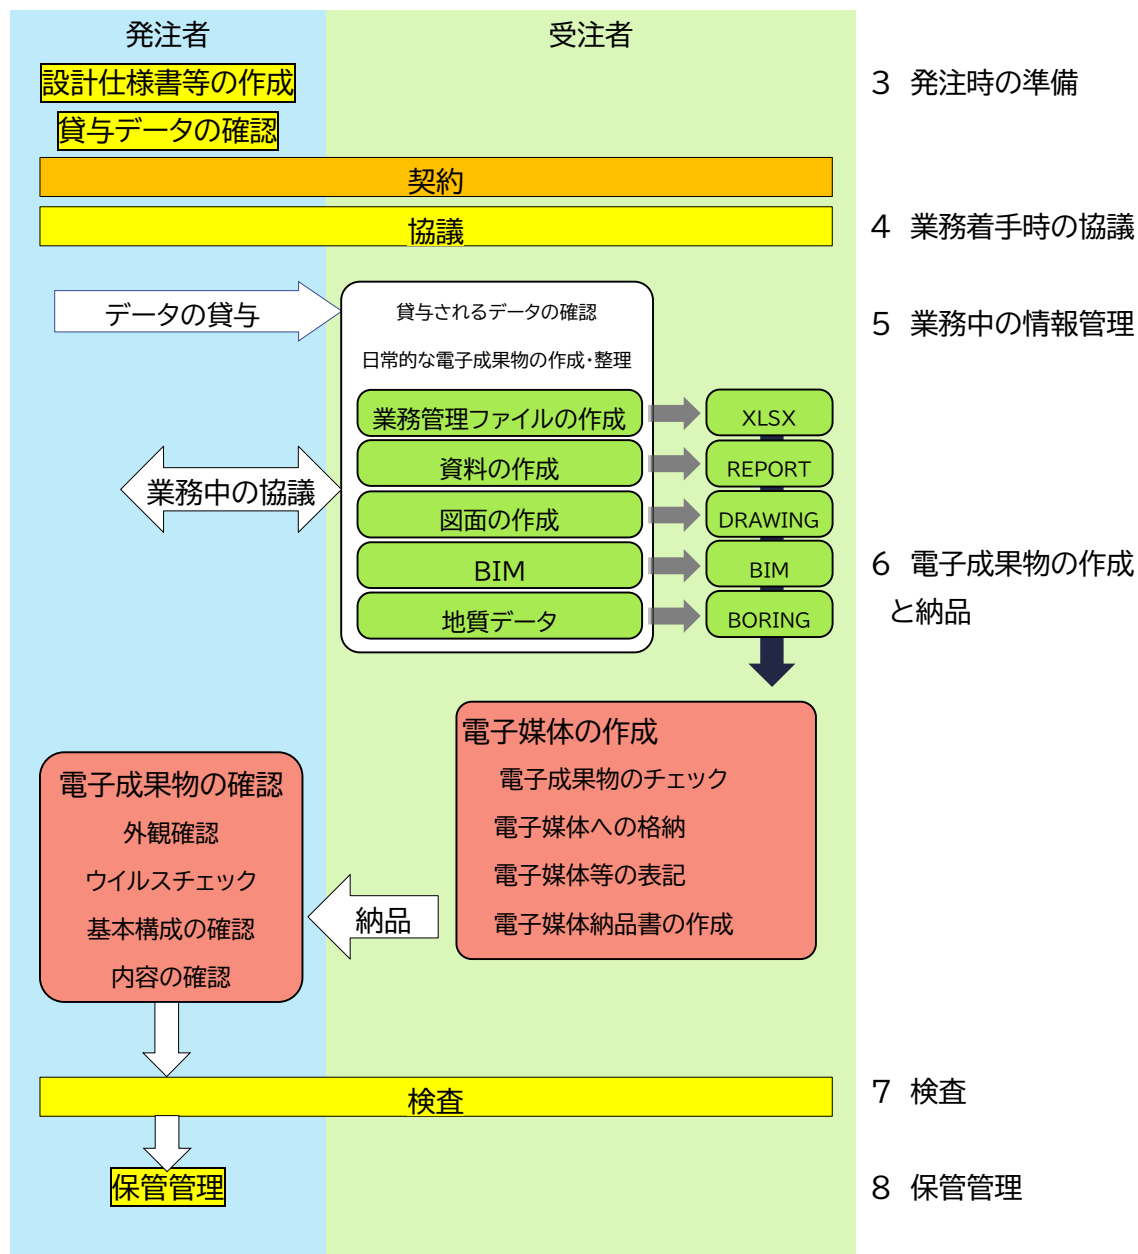 発注者
受注者
設計仕様書等の作成
3 発注時の準備
貸与データの確認
契約
協議
4 業務着手時の協議
データの貸与
貸与されるデータの確認
5 業務中の情報管理
日常的な電子成果物の作成・整理
業務管理ファイルの作成
XLSX
資料の作成
REPORT
業務中の協議
図面の作成
DRAWING
BIM
BIM
6 電子成果物の作成
と納品
地質データ
BORING
電子媒体の作成
電子成果物のチェック
電子媒体への格納
電子媒体等の表記
電子媒体納品書の作成
納品
電子成果物の確認
外観確認
ウイルスチェック
基本構成の確認
内容の確認
検査
7 検査
保管管理
8 保管管理